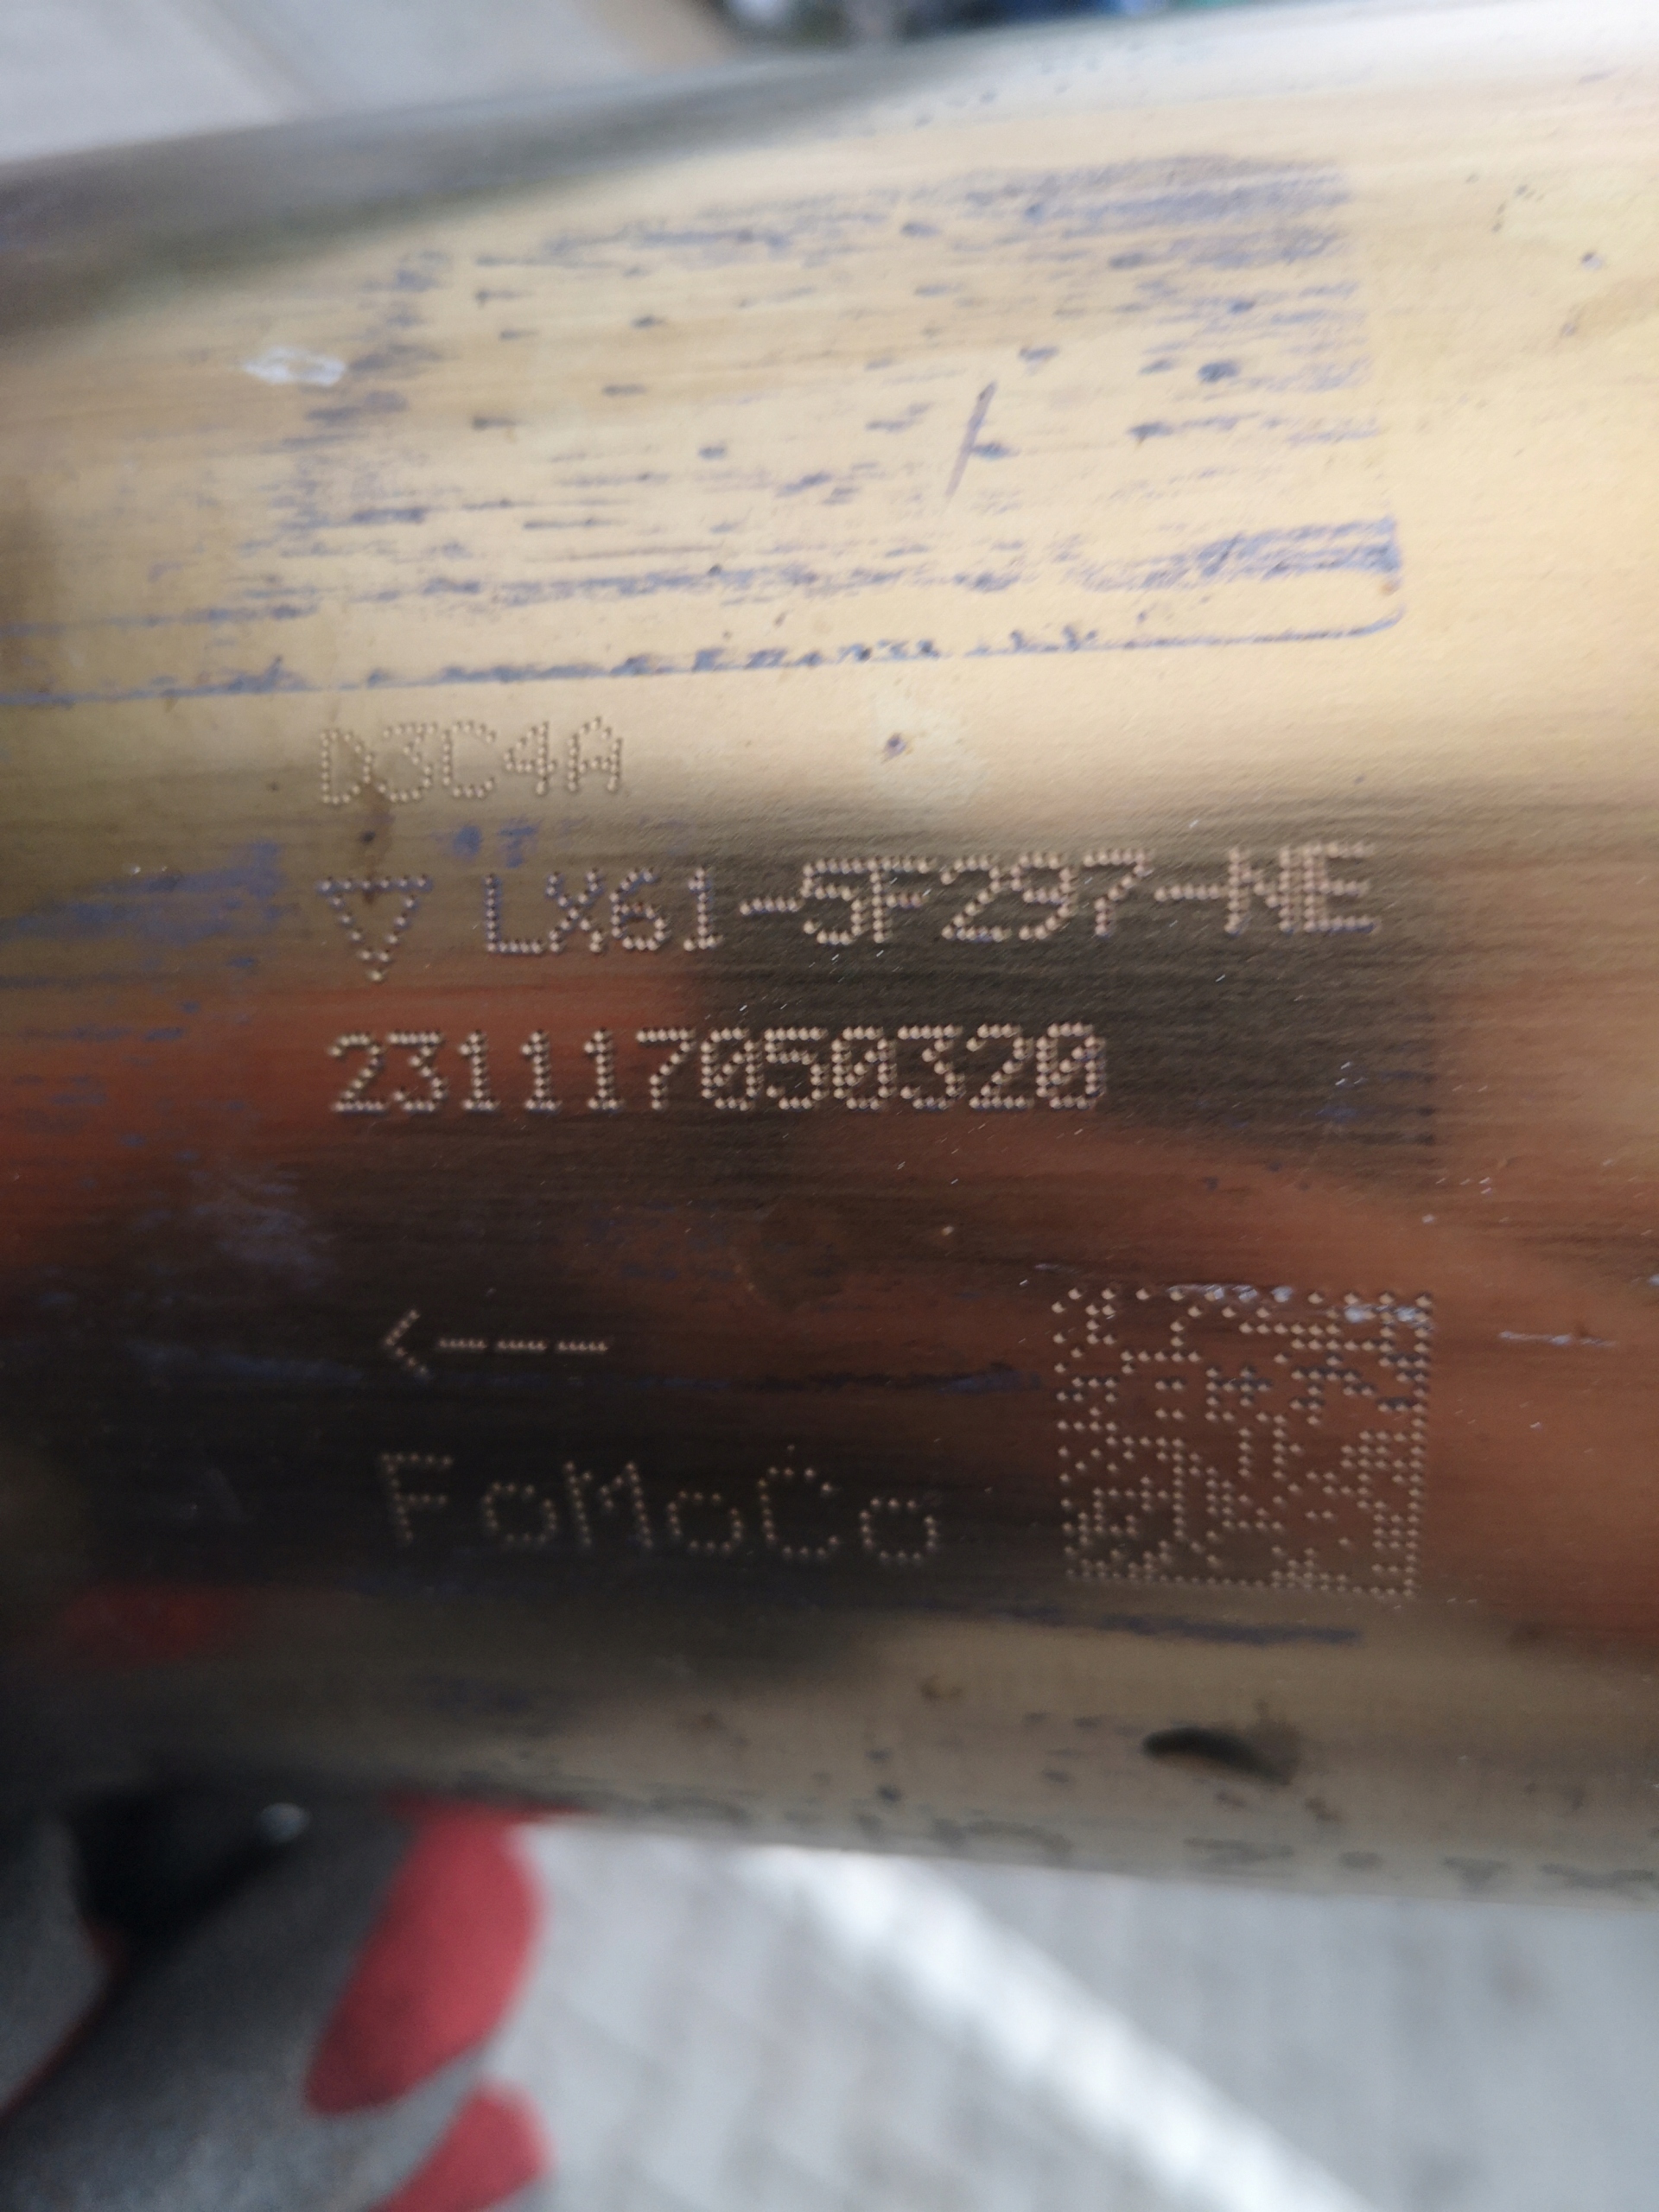 D3C4A
▽ LX61-5F297-NE
231117050320
<---
FoMoCo